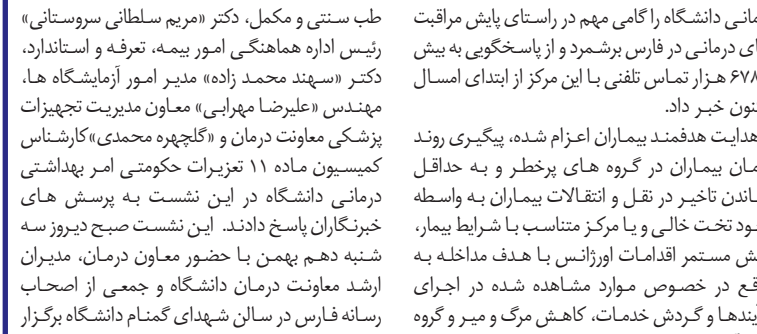 مانی دانشگاه را گامی مهم در راستای پایش مراقبت
ای درمانی در فارس برشمرد و از پاسخگویی به بیش
۶۷۸ هزار تماس تلفنی با این مرکز از ابتدای امسال
نون خبر داد.
هدایت هدفمند بیماران اعزام شده، پیگیری روند
مان بیماران در گروه های پرخطر و به حداقل
اندن تاخیر در نقل و انتقالات بیماران به واسطه
ود تخت خالی و یا مرکز متناسب با شرایط بیمار،
ش مستمر اقدامات اورژانس با هدف مداخله به
قع در خصوص موارد مشاهده شده در اجرای
آیندها و گردش خدمات، کاهش مرگ و میر و گروه
طب سنتی و مکمل، دکتر «مریم سلطانی سروستانی»
رئیس اداره هماهنگی امور بیمه، تعرفه و استاندارد،
دکتر «سهند محمد زاده» مدیر امور آزمایشگاه ها،
مهندس «علیرضا مهرابی» معاون مدیریت تجهیزات
پزشکی معاونت درمان و «گلچهره محمدی»کارشناس
کمیسیون ماده ۱۱ تعزیرات حکومتی امر بهداشتی
درمانی دانشگاه در این نشست به پرسش های
خبرنگاران پاسخ دادند. این نشست صبح دیروز سه
شنبه دهم بهمن با حضور معاون درمان، مدیران
ارشد معاونت درمان دانشگاه و جمعی از اصحاب
رسانه فارس در سالن شهدای گمنام دانشگاه برگزار